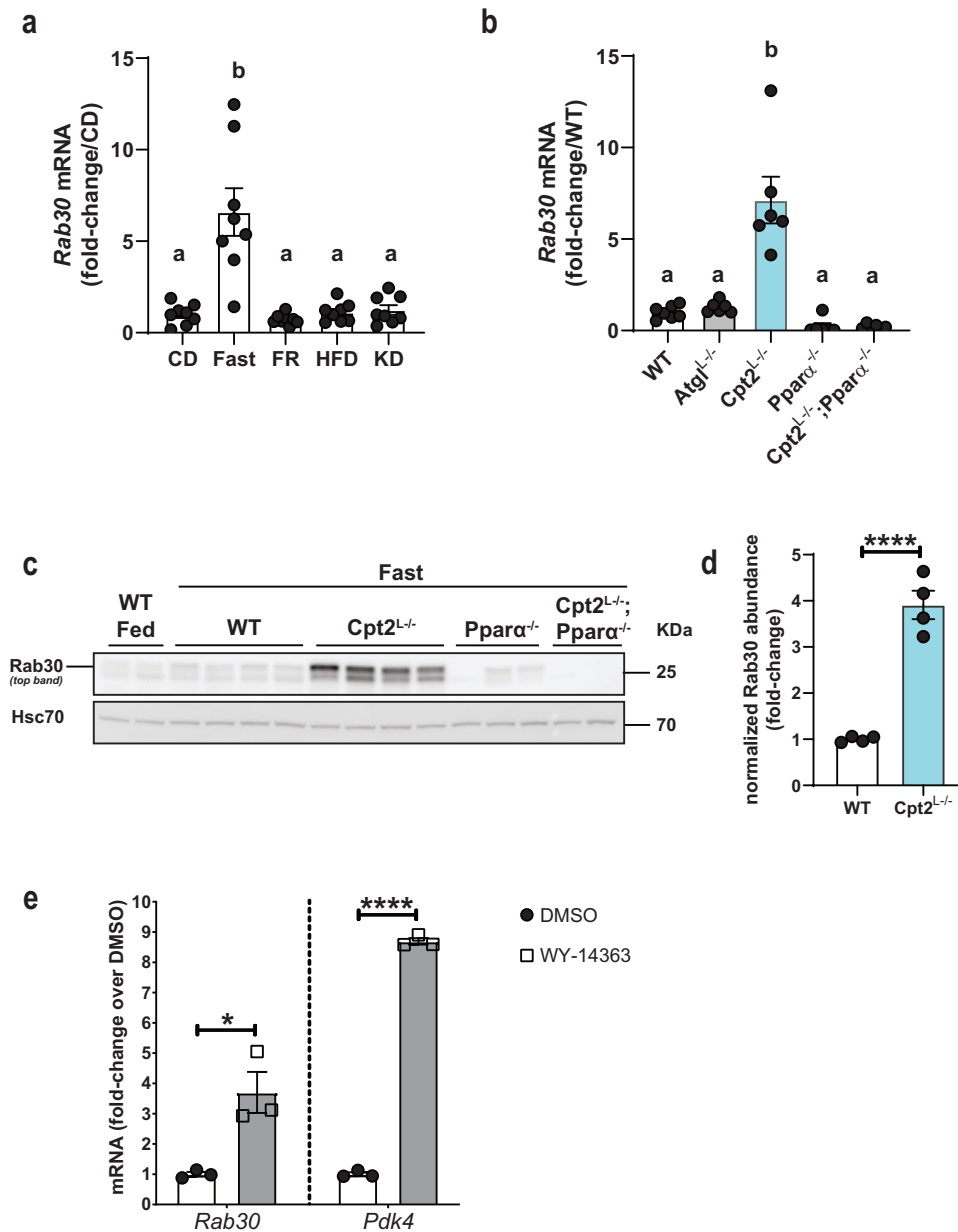 a
Rab30 mRNA
(fold-change/CD)
15
10
5
0
a
b
a
a
a
CD
Fast
FR
HFD
KD
b
Rab30 mRNA
(fold-change/WT)
15
10
5
0
a
a
b
a
a
WT
Atgl^L-/-
Cpt2^L-/-
Pparα^-/-
Cpt2^L-/-;Pparα^-/-
c
Fast
WT
Fed
WT
Cpt2^L-/-
Pparα^-/-
Cpt2^L-/-;
Pparα^-/-
KDa
Rab30
(top band)
25
Hsc70
70
d
normalized Rab30 abundance
(fold-change)
5
4
3
2
1
0
****
WT
Cpt2^L-/-
e
mRNA (fold-change over DMSO)
10
9
8
7
6
5
4
3
2
1
0
*
****
Rab30
Pdk4
DMSO
WY-14363